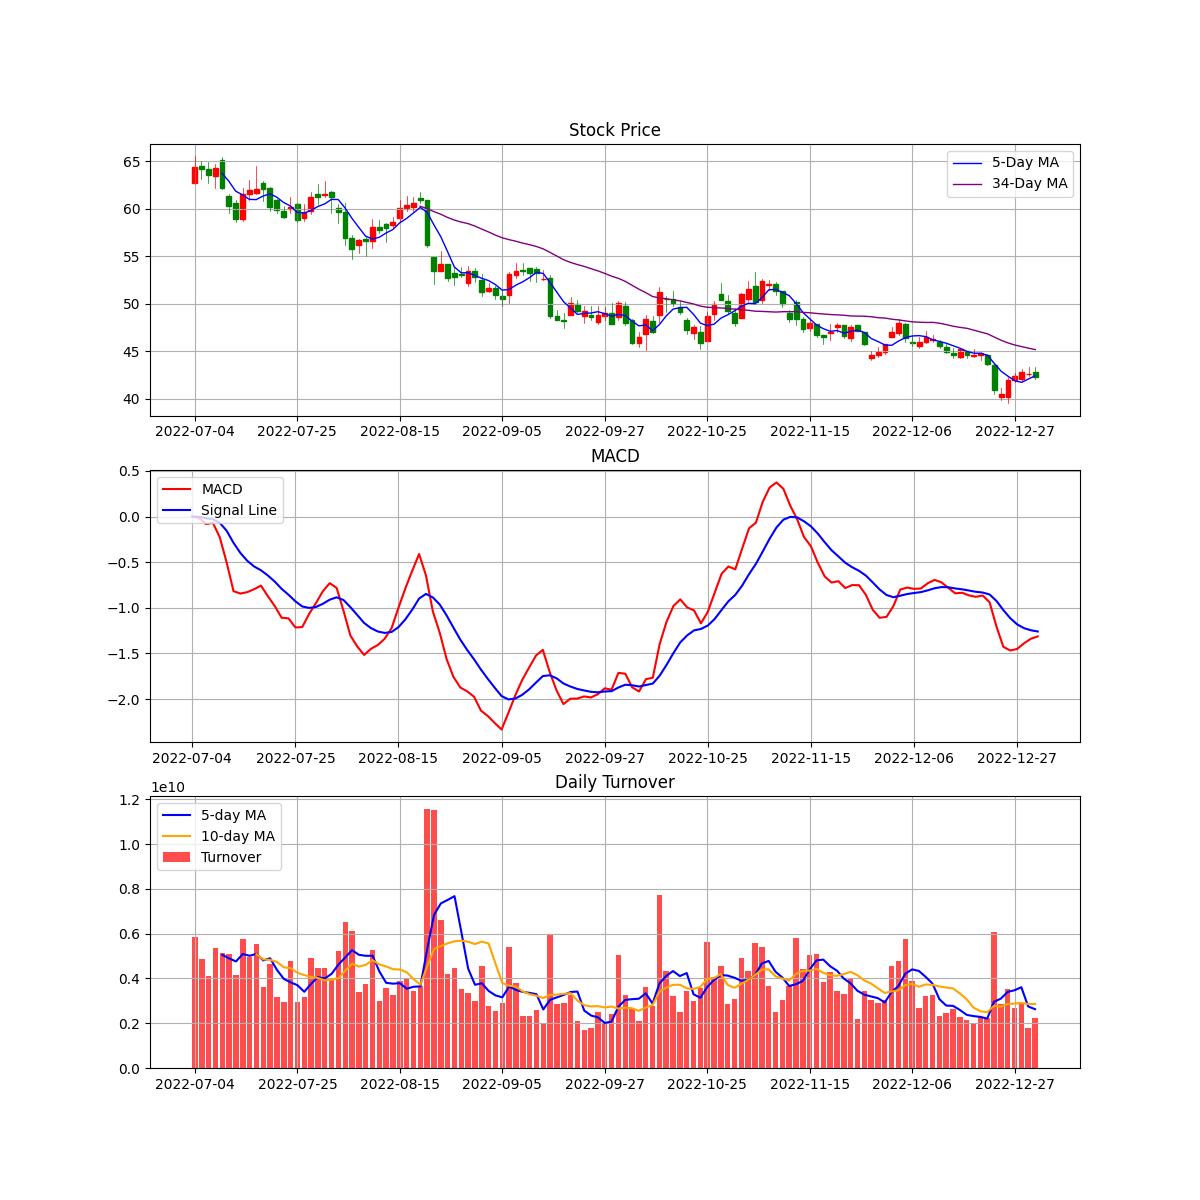 Stock Price
65
60
55
50
45
40
5-Day MA
34-Day MA
2022-07-04 2022-07-25 2022-08-15 2022-09-05 2022-09-27 2022-10-25 2022-11-15 2022-12-06 2022-12-27
MACD
0.5
0.0
−0.5
−1.0
−1.5
−2.0
MACD
Signal Line
2022-07-04 2022-07-25 2022-08-15 2022-09-05 2022-09-27 2022-10-25 2022-11-15 2022-12-06 2022-12-27
Daily Turnover
1e10
1.2
1.0
0.8
0.6
0.4
0.2
0.0
5-day MA
10-day MA
Turnover
2022-07-04 2022-07-25 2022-08-15 2022-09-05 2022-09-27 2022-10-25 2022-11-15 2022-12-06 2022-12-27